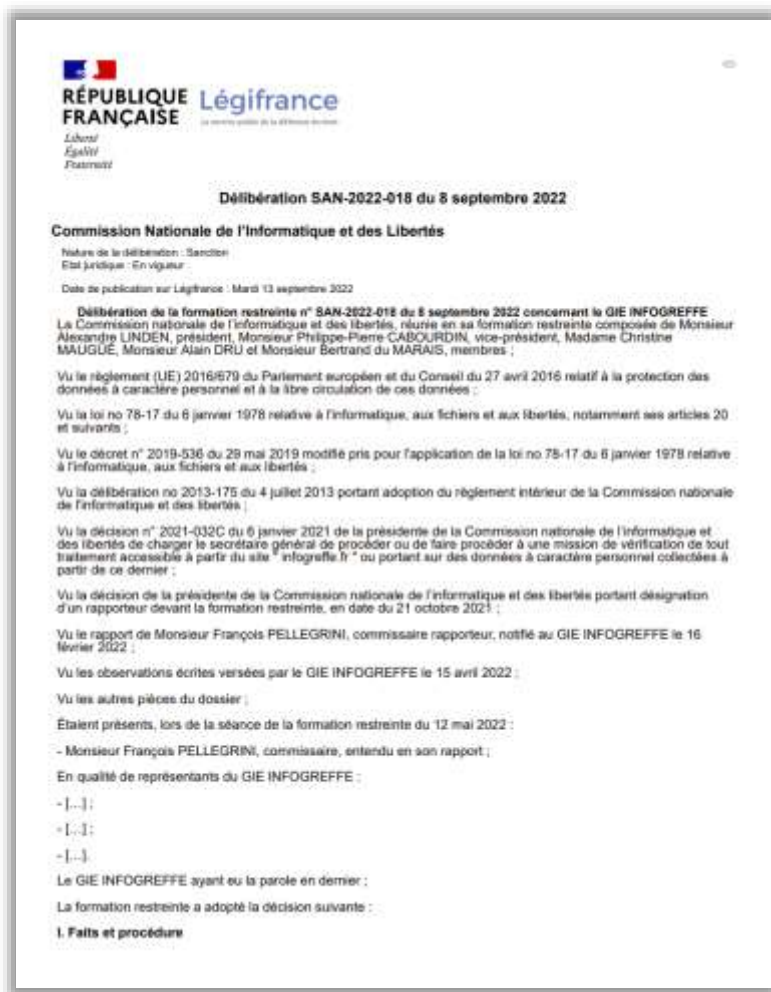 RÉPUBLIQUE
FRANÇAISE
Liberté
Égalité
Fraternité
Légifrance
Délibération SAN-2022-018 du 8 septembre 2022
Commission Nationale de l'Informatique et des Libertés
Nature de la délibération : Sanction
Etat juridique : En vigueur
Date de publication sur Légifrance : Mardi 13 septembre 2022
Délibération de la formation restreinte n° SAN-2022-018 du 8 septembre 2022 concernant le GIE INFOGREFFE
La Commission nationale de l'informatique et des libertés, réunie en sa formation restreinte composée de Monsieur
Alexandre LINDEN, président, Monsieur Philippe-Pierre CABOURDIN, vice-président, Madame Christine
MAUGÜÉ, Monsieur Alain DRU et Monsieur Bertrand du MARAIS, membres ;
Vu le règlement (UE) 2016/679 du Parlement européen et du Conseil du 27 avril 2016 relatif à la protection des
données à caractère personnel et à la libre circulation de ces données ;
Vu la loi no 78-17 du 6 janvier 1978 relative à l'informatique, aux fichiers et aux libertés, notamment ses articles 20
et suivants ;
Vu le décret n° 2019-536 du 29 mai 2019 modifié pris pour l'application de la loi no 78-17 du 6 janvier 1978 relative
à l'informatique, aux fichiers et aux libertés ;
Vu la délibération no 2013-175 du 4 juillet 2013 portant adoption du règlement intérieur de la Commission nationale
de l'informatique et des libertés ;
Vu la décision n° 2021-032C du 6 janvier 2021 de la présidente de la Commission nationale de l'informatique et
des libertés de charger le secrétaire général de procéder ou de faire procéder à une mission de vérification de tout
traitement accessible à partir du site " infogreffe.fr " ou portant sur des données à caractère personnel collectées à
partir de ce dernier ;
Vu la décision de la présidente de la Commission nationale de l'informatique et des libertés portant désignation
d'un rapporteur devant la formation restreinte, en date du 21 octobre 2021 ;
Vu le rapport de Monsieur François PELLEGRINI, commissaire rapporteur, notifié au GIE INFOGREFFE le 16
février 2022 ;
Vu les observations écrites versées par le GIE INFOGREFFE le 15 avril 2022 ;
Vu les autres pièces du dossier ;
Étaient présents, lors de la séance de la formation restreinte du 12 mai 2022 :
- Monsieur François PELLEGRINI, commissaire, entendu en son rapport ;
En qualité de représentants du GIE INFOGREFFE :
- [...] ;
- [...] ;
- [...].
Le GIE INFOGREFFE ayant eu la parole en dernier ;
La formation restreinte a adopté la décision suivante :
I. Faits et procédure